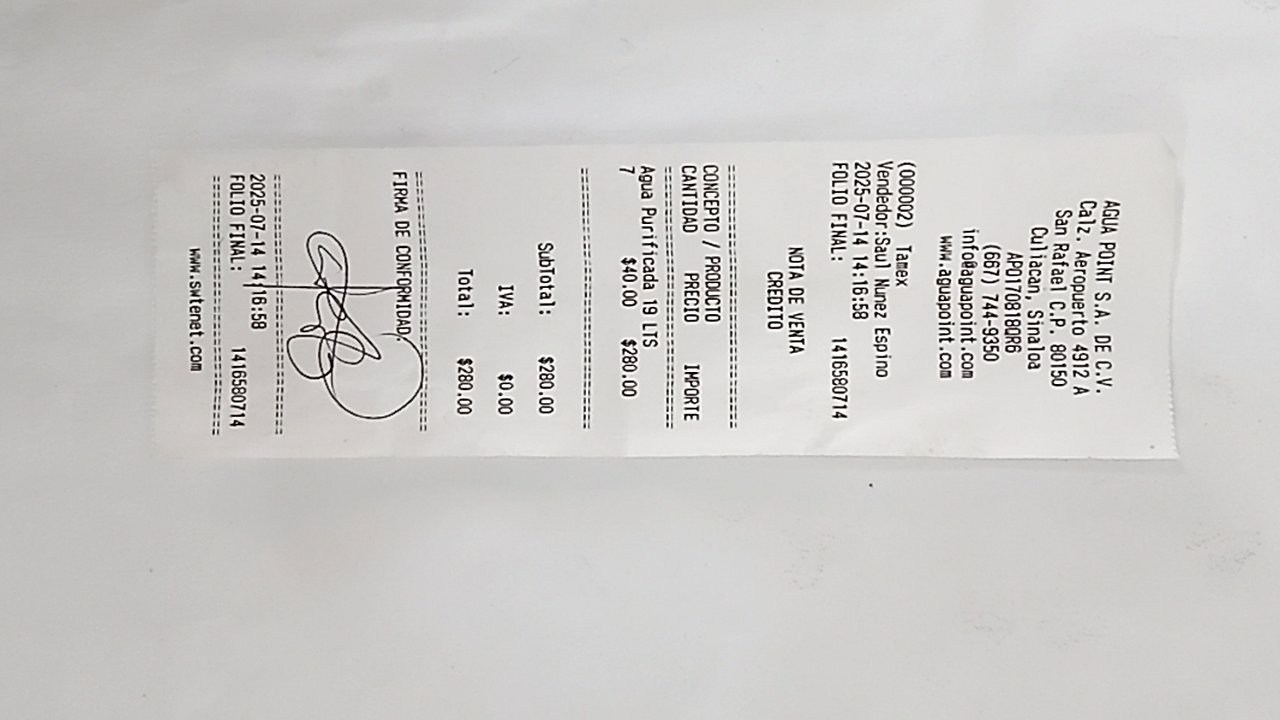 AGUA POINT S.A. DE C.V.
Calz. Aeropuerto 4912 A
San Rafael C.P. 80150
Culiacan, Sinaloa
APO170818QR6
(667) 744-9350
info@aguapoint.com
www.aguapoint.com
(000002) Tamex
Vendedor:Saul Nunez Espino
2025-07-14 14:16:58
FOLIO FINAL: 1416580714
NOTA DE VENTA
CREDITO
===========================
CONCEPTO / PRODUCTO
CANTIDAD PRECIO IMPORTE
===========================
Agua Purificada 19 LTS
7 $40.00 $280.00
===========================
SubTotal: $280.00
IVA: $0.00
Total: $280.00
===========================
FIRMA DE CONFORMIDAD:
===========================
2025-07-14 14:16:58
FOLIO FINAL: 1416580714
===========================
www.swtenet.com